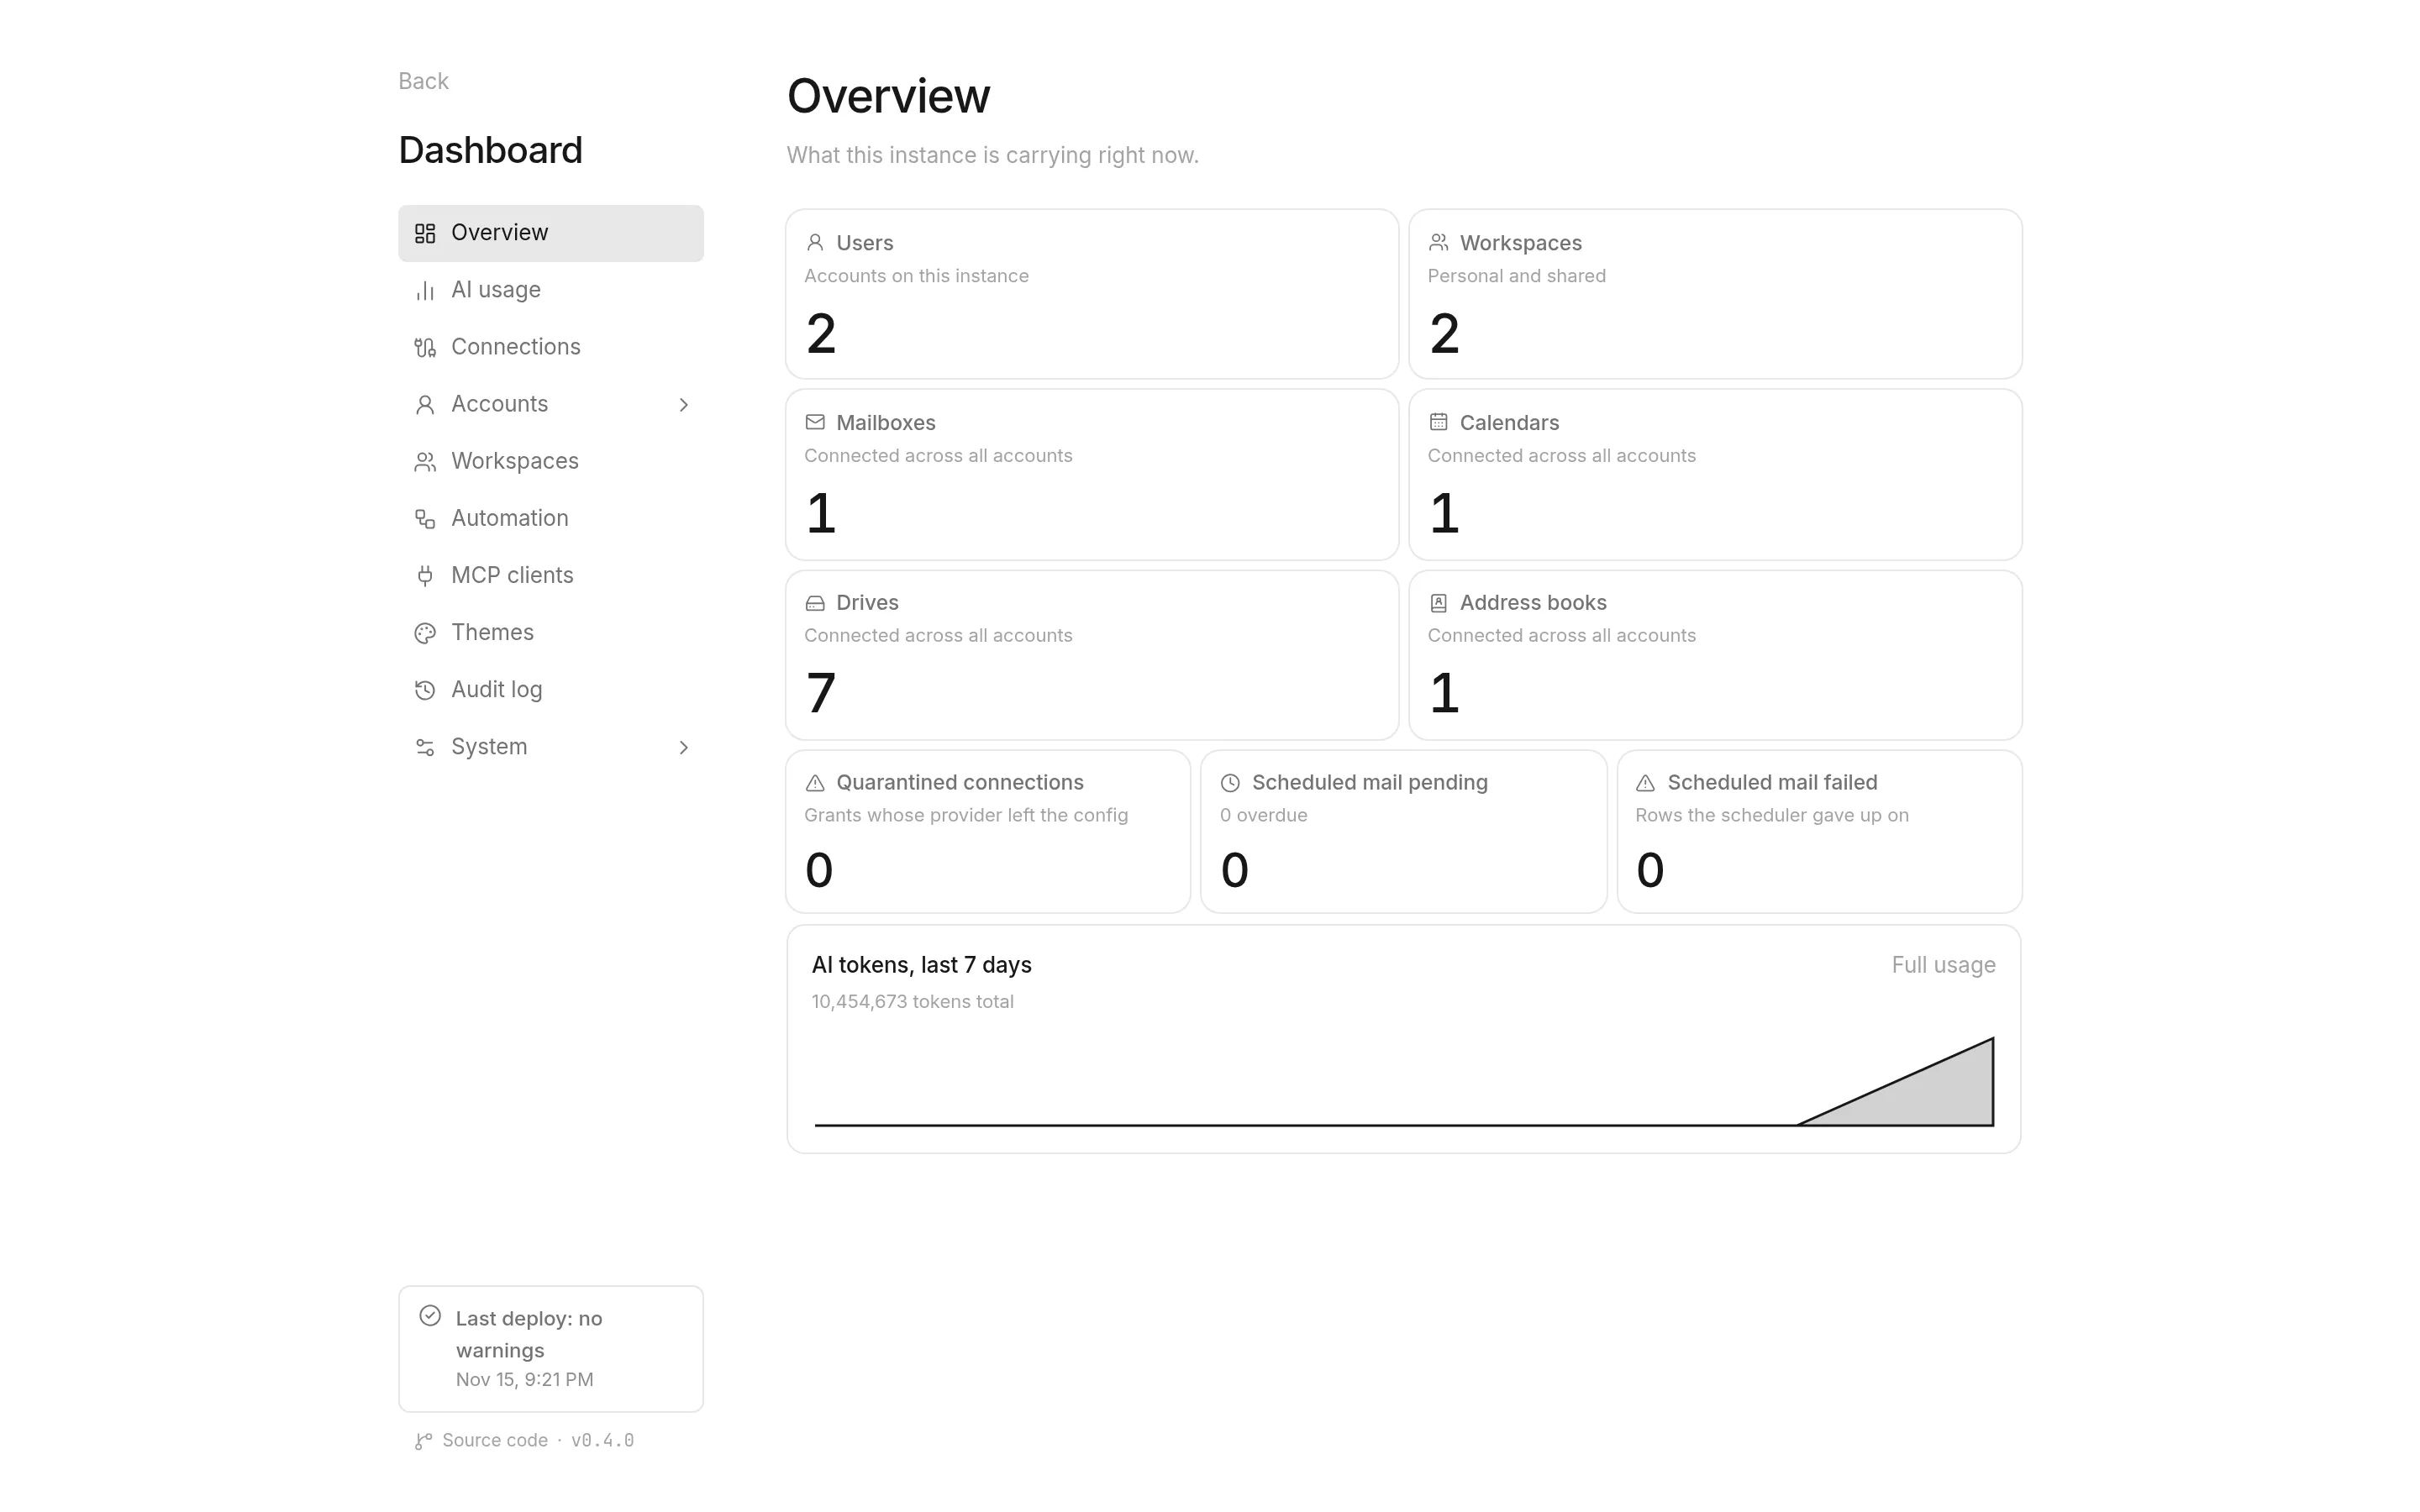 Back
Dashboard
Overview
AI usage
Connections
Accounts
Workspaces
Automation
MCP clients
Themes
Audit log
System
Last deploy: no
warnings
Nov 15, 9:21 PM
Source code · v0.4.0
Overview
What this instance is carrying right now.
Users
Accounts on this instance
2
Workspaces
Personal and shared
2
Mailboxes
Connected across all accounts
1
Calendars
Connected across all accounts
1
Drives
Connected across all accounts
7
Address books
Connected across all accounts
1
Quarantined connections
Grants whose provider left the config
0
Scheduled mail pending
0 overdue
0
Scheduled mail failed
Rows the scheduler gave up on
0
AI tokens, last 7 days
Full usage
10,454,673 tokens total